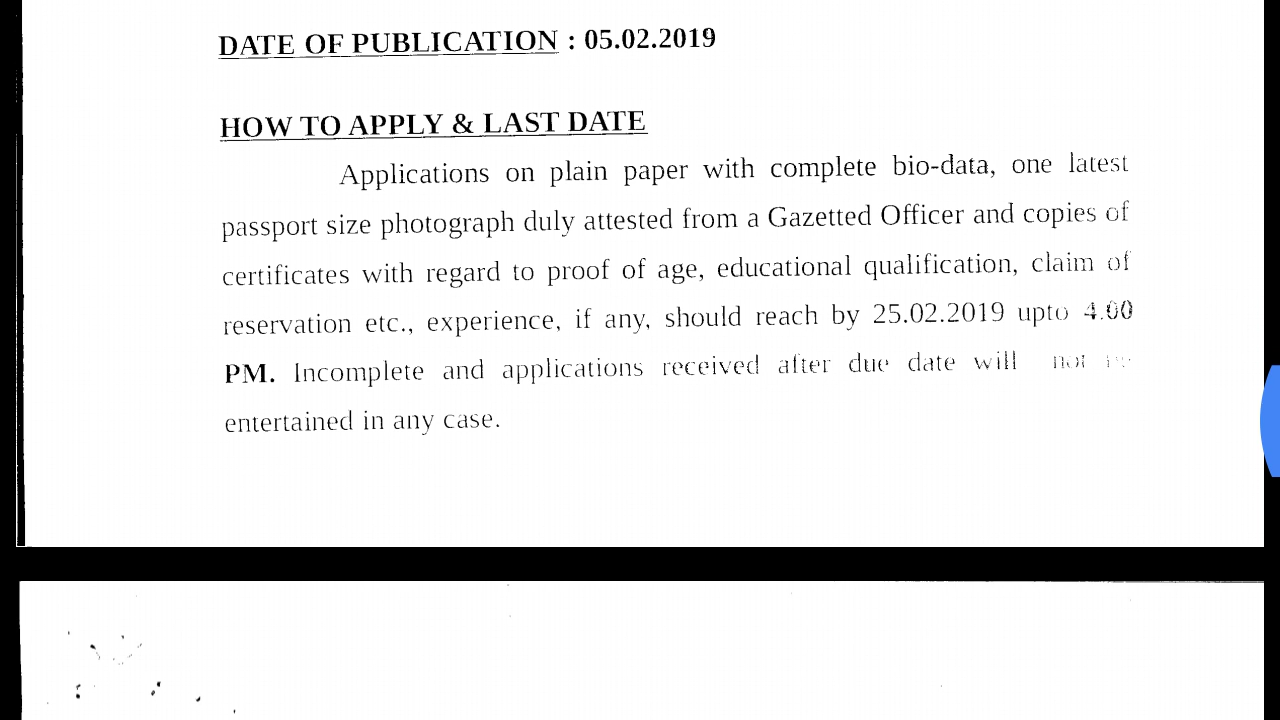 DATE OF PUBLICATION : 05.02.2019
HOW TO APPLY & LAST DATE
Applications on plain paper with complete bio-data, one latest
passport size photograph duly attested from a Gazetted Officer and copies of
certificates with regard to proof of age, educational qualification, claim of
reservation etc., experience, if any, should reach by 25.02.2019 upto 4.00
PM. Incomplete and applications received after due date will not
entertained in any case.